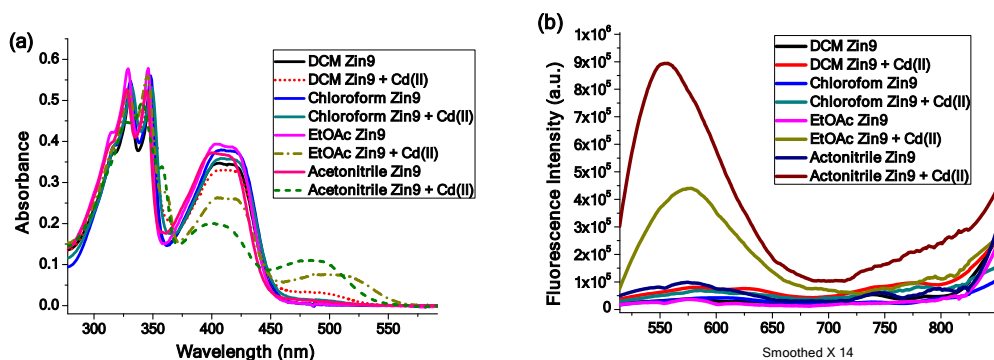 (a)
DCM Zin9
DCM Zin9 + Cd(II)
Chloroform Zin9
Chloroform Zin9 + Cd(II)
EtOAc Zin9
EtOAc Zin9 + Cd(II)
Acetonitrile Zin9
Acetonitrile Zin9 + Cd(II)
Absorbance
0.6
0.5
0.4
0.3
0.2
0.1
0.0
300 350 400 450 500 550
Wavelength (nm)
(b)
DCM Zin9
DCM Zin9 + Cd(II)
Chlorofom Zin9
Chlorofom Zin9 + Cd(II)
EtOAc Zin9
EtOAc Zin9 + Cd(II)
Actonitrile Zin9
Actonitrile Zin9 + Cd(II)
Fluorescence Intensity (a.u.)
1x10⁶
9x10⁵
8x10⁵
7x10⁵
6x10⁵
5x10⁵
4x10⁵
3x10⁵
2x10⁵
1x10⁵
0
550 600 650 700 750 800
Smoothed X 14